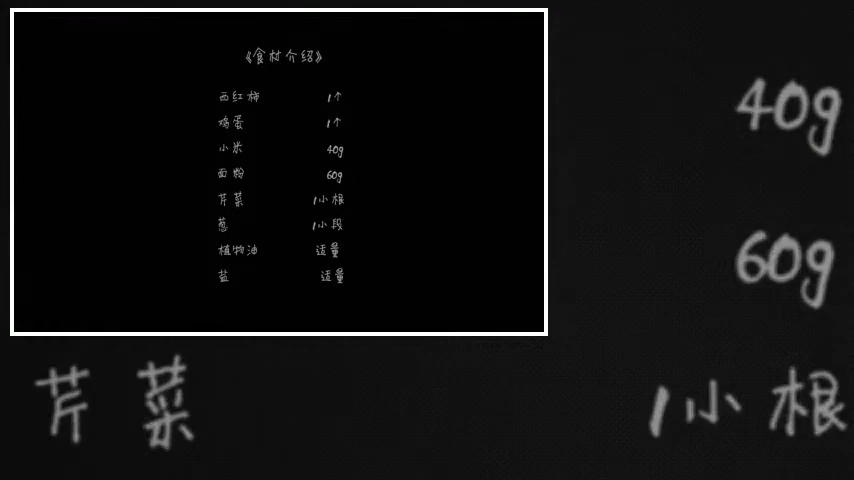 《食材介绍》
西红柿 1个
鸡蛋 1个
小米 40g
面粉 60g
芹菜 1小根
葱 1小段
植物油 适量
盐 适量
40g
60g
芹菜 1小根